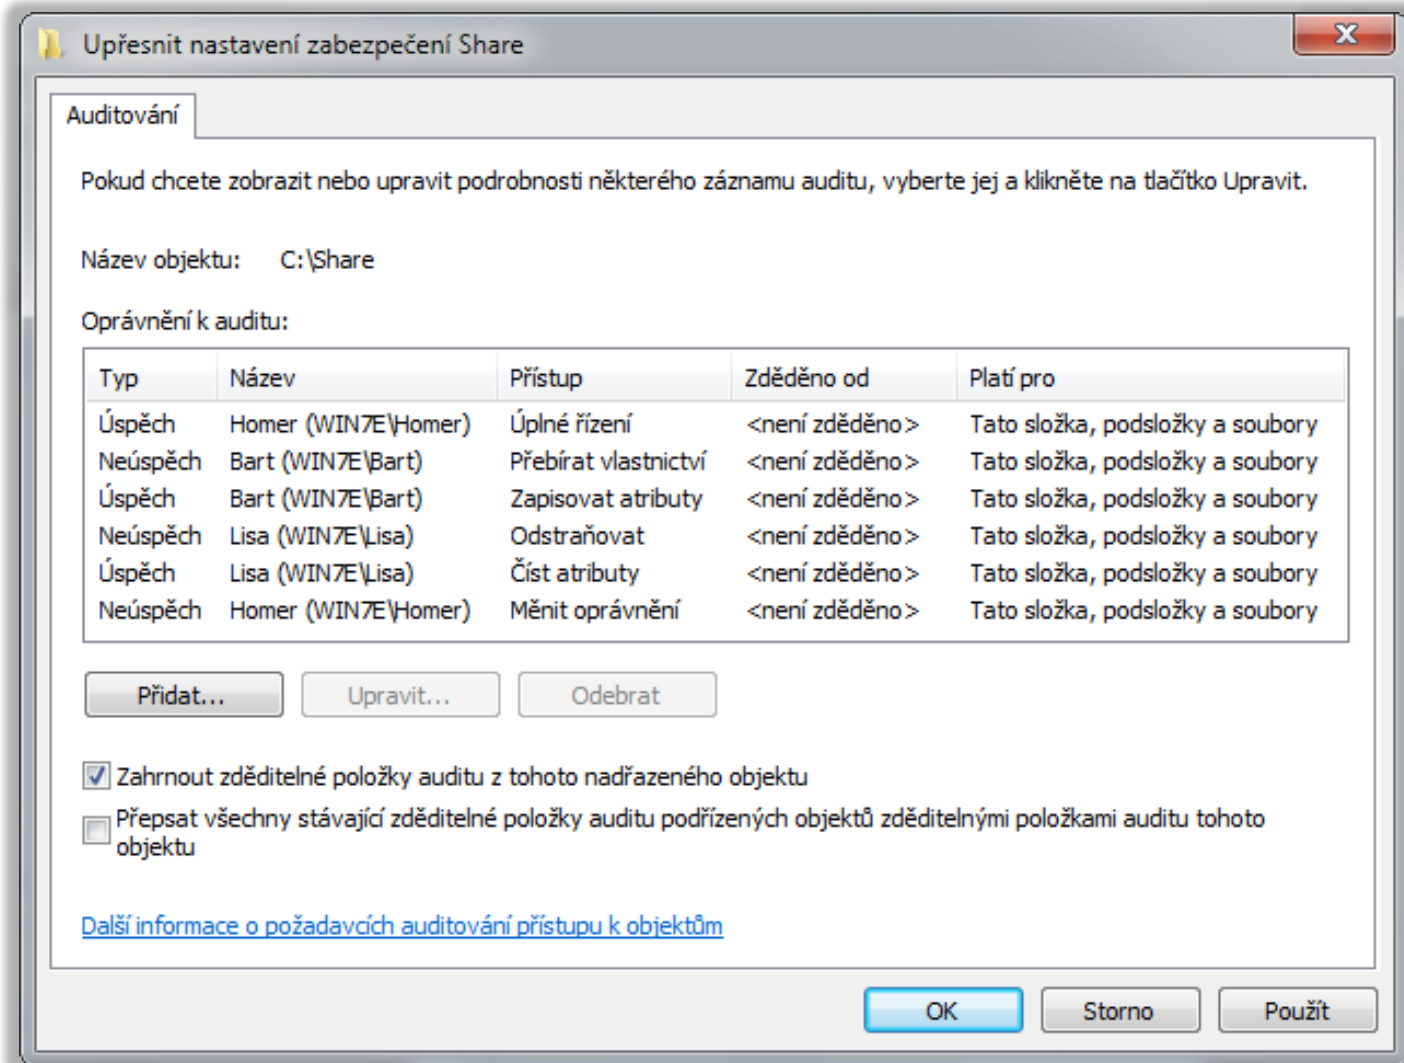 Upřesnit nastavení zabezpečení Share
Auditování
Pokud chcete zobrazit nebo upravit podrobnosti některého záznamu auditu, vyberte jej a klikněte na tlačítko Upravit.
Název objektu: C:\Share
Oprávnění k auditu:
Typ Název Přístup Zděděno od Platí pro
Úspěch Homer (WIN7E\Homer) Úplné řízení <není zděděno> Tato složka, podsložky a soubory
Neúspěch Bart (WIN7E\Bart) Přebírat vlastnictví <není zděděno> Tato složka, podsložky a soubory
Úspěch Bart (WIN7E\Bart) Zapisovat atributy <není zděděno> Tato složka, podsložky a soubory
Neúspěch Lisa (WIN7E\Lisa) Odstraňovat <není zděděno> Tato složka, podsložky a soubory
Úspěch Lisa (WIN7E\Lisa) Číst atributy <není zděděno> Tato složka, podsložky a soubory
Neúspěch Homer (WIN7E\Homer) Měnit oprávnění <není zděděno> Tato složka, podsložky a soubory
Přidat... Upravit... Odebrat
Zahrnout zděditelné položky auditu z tohoto nadřazeného objektu
Přepsat všechny stávající zděditelné položky auditu podřízených objektů zděditelnými položkami auditu tohoto
objektu
Další informace o požadavcích auditování přístupu k objektům
OK Storno Použít